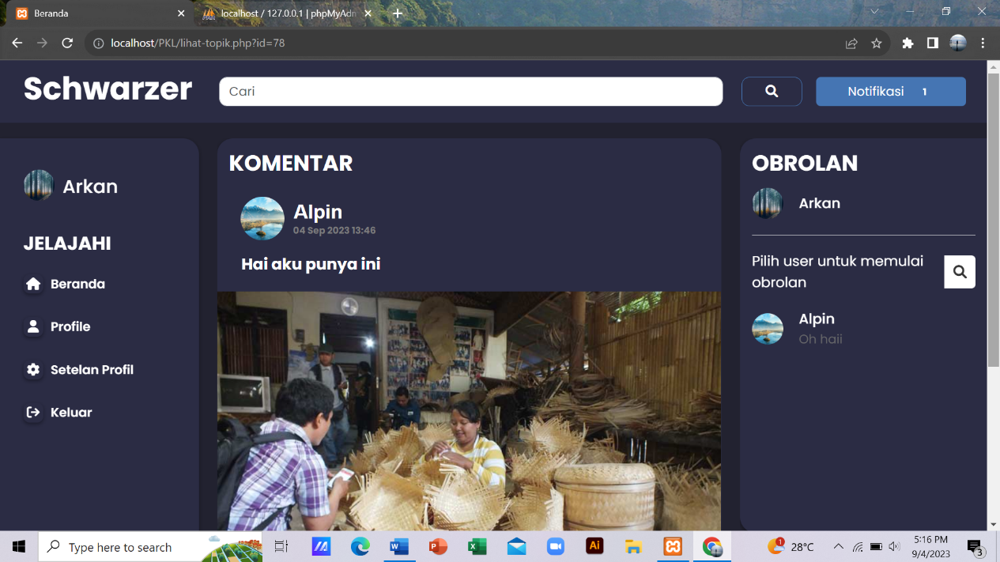 Beranda
localhost / 127.0.0.1 | phpMyAdm
localhost/PKL/lihat-topik.php?id=78
Schwarzer
Cari
Notifikasi 1
Arkan
JELAJAHI
Beranda
Profile
Setelan Profil
Keluar
KOMENTAR
Alpin
04 Sep 2023 13:46
Hai aku punya ini
OBROLAN
Arkan
Pilih user untuk memulai
obrolan
Alpin
Oh haii
Type here to search
W
P
X
Ai
1
28°C
5:16 PM
9/4/2023
3